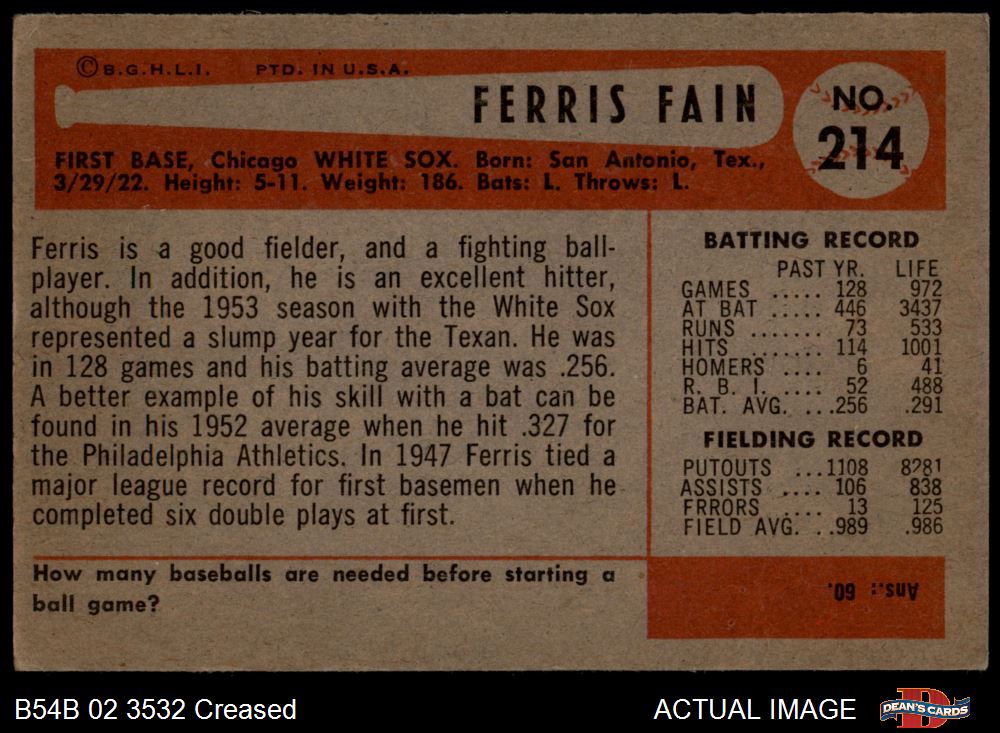 ©B.G.H.L.I. PTD. IN U.S.A.
FERRIS FAIN
NO.
214
FIRST BASE, Chicago WHITE SOX. Born: San Antonio, Tex.,
3/29/22. Height: 5-11. Weight: 186. Bats: L. Throws: L.
Ferris is a good fielder, and a fighting ball-
player. In addition, he is an excellent hitter,
although the 1953 season with the White Sox
represented a slump year for the Texan. He was
in 128 games and his batting average was .256.
A better example of his skill with a bat can be
found in his 1952 average when he hit .327 for
the Philadelphia Athletics. In 1947 Ferris tied a
major league record for first basemen when he
completed six double plays at first.
BATTING RECORD
PAST YR. LIFE
GAMES ..... 128 972
AT BAT ..... 446 3437
RUNS ....... 73 533
HITS ....... 114 1001
HOMERS .... 6 41
R. B. I. ..... 52 488
BAT. AVG. ...256 .291
FIELDING RECORD
PUTOUTS ...1108 8281
ASSISTS .... 106 838
FRRORS .... 13 125
FIELD AVG. ..989 .986
How many baseballs are needed before starting a
ball game?
Ans.: 60.
B54B 02 3532 Creased
ACTUAL IMAGE
D
DEAN'S CARDS